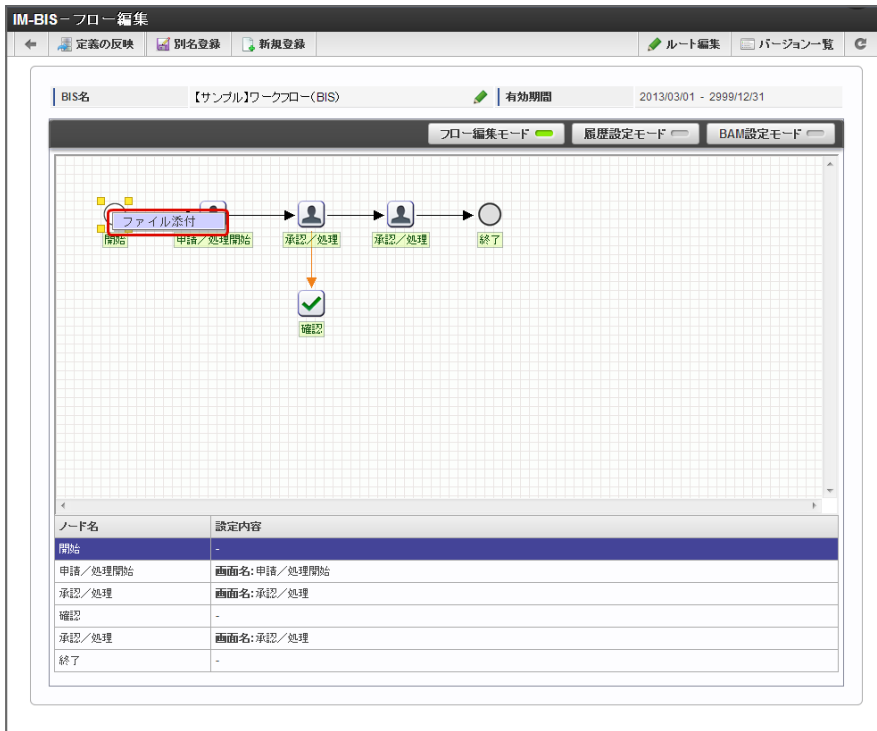 IM-BIS－フロー編集
定義の反映 別名登録 新規登録 ルート編集 バージョン一覧
BIS名 【サンプル】ワークフロー(BIS) 有効期間 2013/03/01 - 2999/12/31
フロー編集モード 履歴設定モード BAM設定モード
ファイル添付
開始 申請／処理開始 承認／処理 承認／処理 終了
確認
ノード名 設定内容
開始 -
申請／処理開始 画面名:申請／処理開始
承認／処理 画面名:承認／処理
確認 -
承認／処理 画面名:承認／処理
終了 -